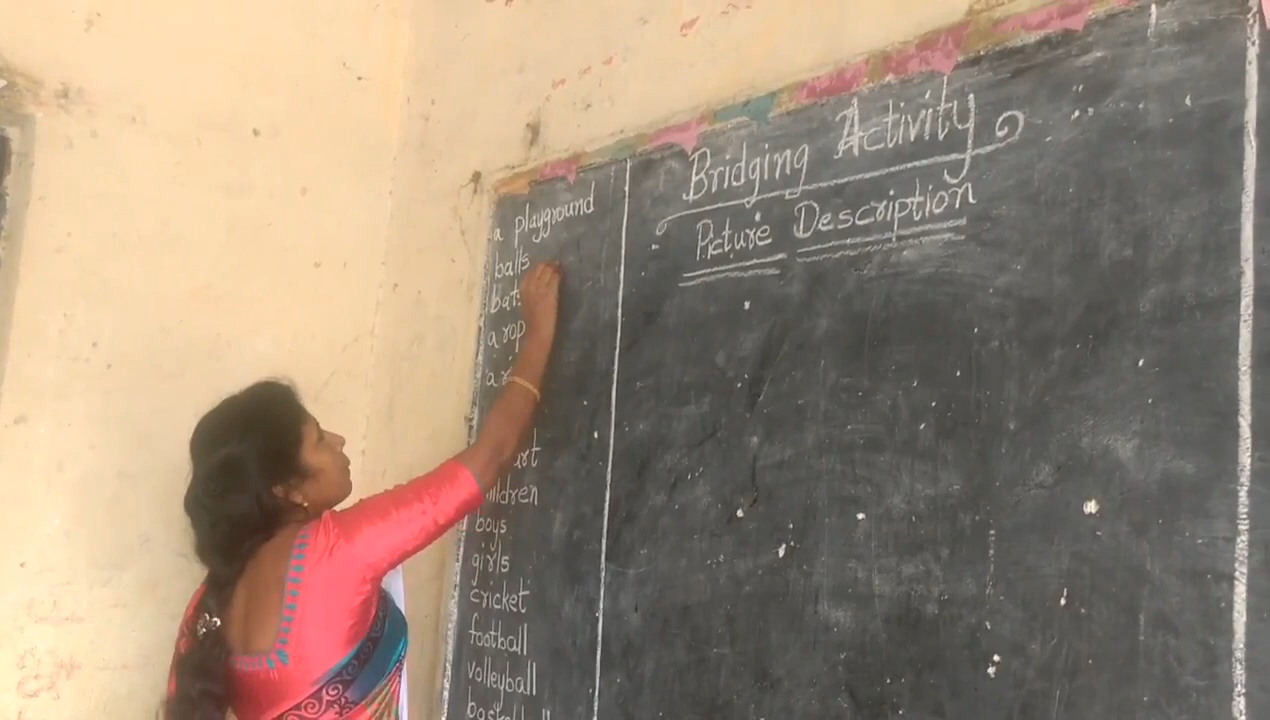 Bridging Activity
Picture Description
a playground
balls
a
a
children
boys
girls
cricket
football
volleyball